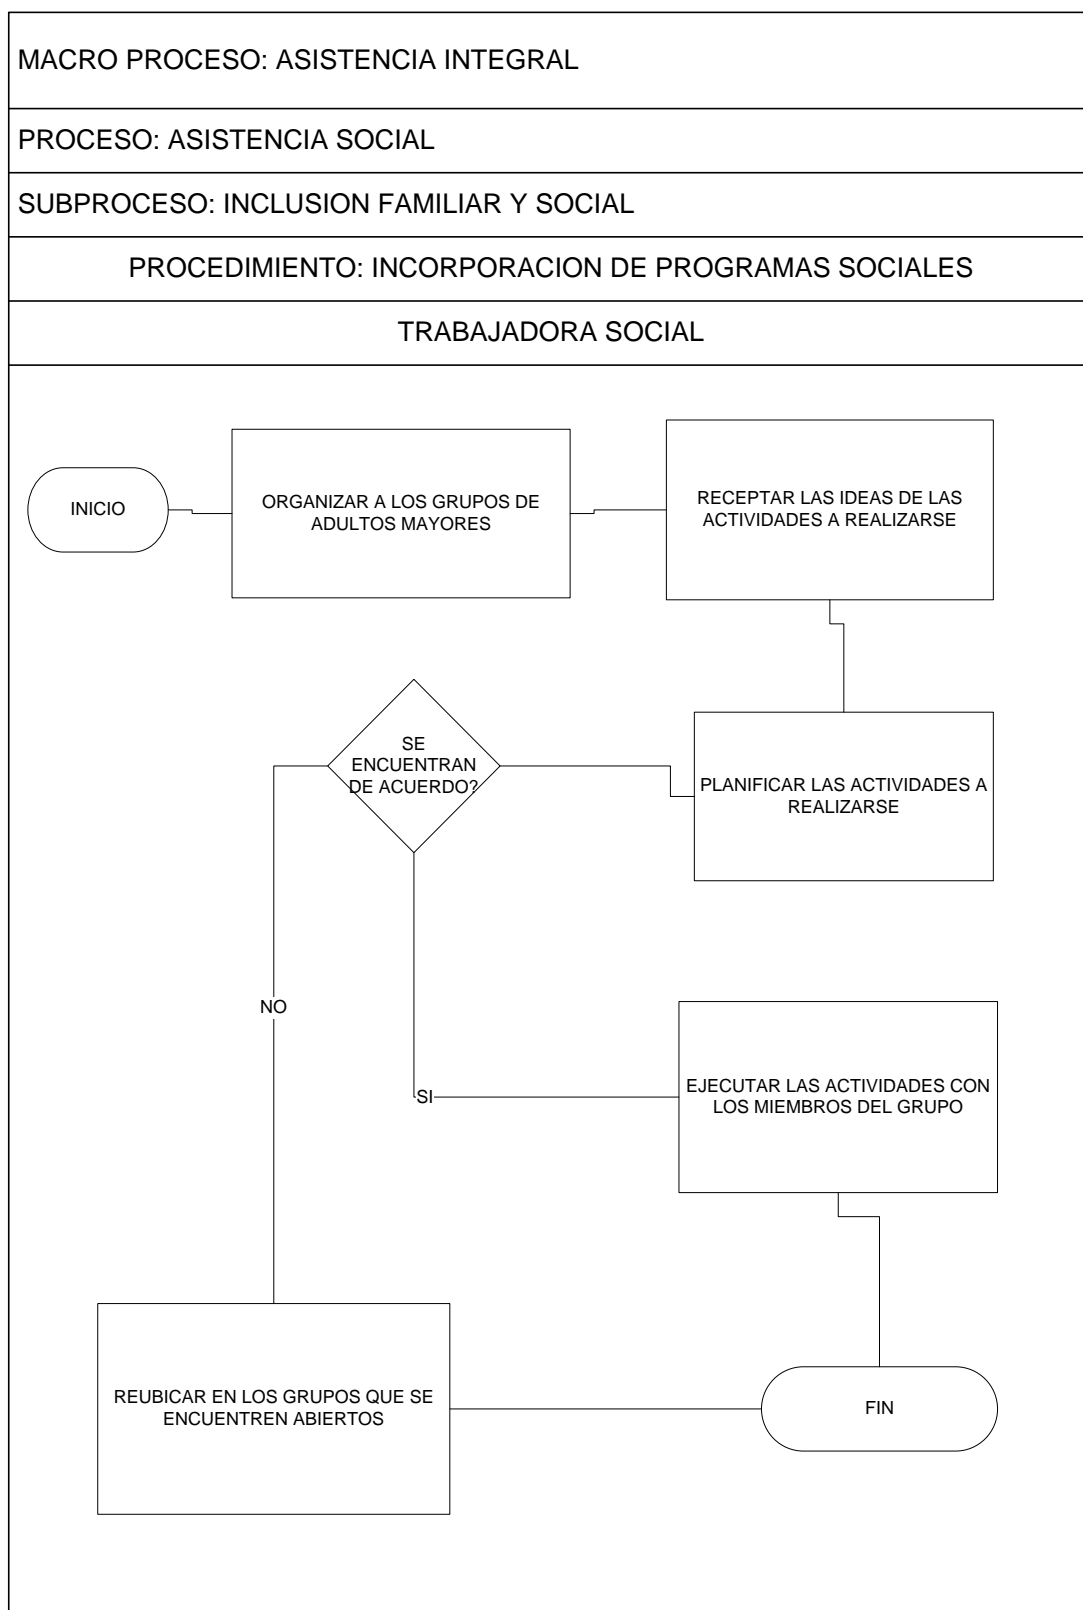 MACRO PROCESO: ASISTENCIA INTEGRAL
PROCESO: ASISTENCIA SOCIAL
SUBPROCESO: INCLUSION FAMILIAR Y SOCIAL
PROCEDIMIENTO: INCORPORACION DE PROGRAMAS SOCIALES
TRABAJADORA SOCIAL
INICIO
ORGANIZAR A LOS GRUPOS DE
ADULTOS MAYORES
RECEPTAR LAS IDEAS DE LAS
ACTIVIDADES A REALIZARSE
SE
ENCUENTRAN
DE ACUERDO?
PLANIFICAR LAS ACTIVIDADES A
REALIZARSE
NO
SI
EJECUTAR LAS ACTIVIDADES CON
LOS MIEMBROS DEL GRUPO
REUBICAR EN LOS GRUPOS QUE SE
ENCUENTREN ABIERTOS
FIN